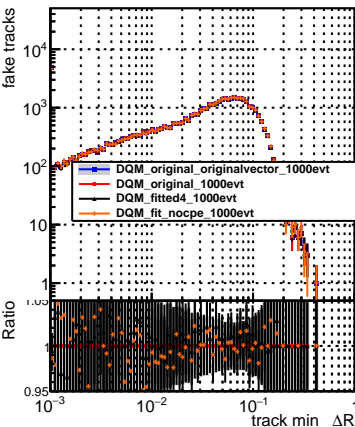 fake tracks
10⁴
10³
10²
DQM_original_originalvector_1000evt
DQM_original_1000evt
DQM_fitted4_1000evt
DQM_fit_nocpe_1000evt
10
1
Ratio
1.05
1
0.95
10⁻³ 10⁻² 10⁻¹ 1
track min ΔR